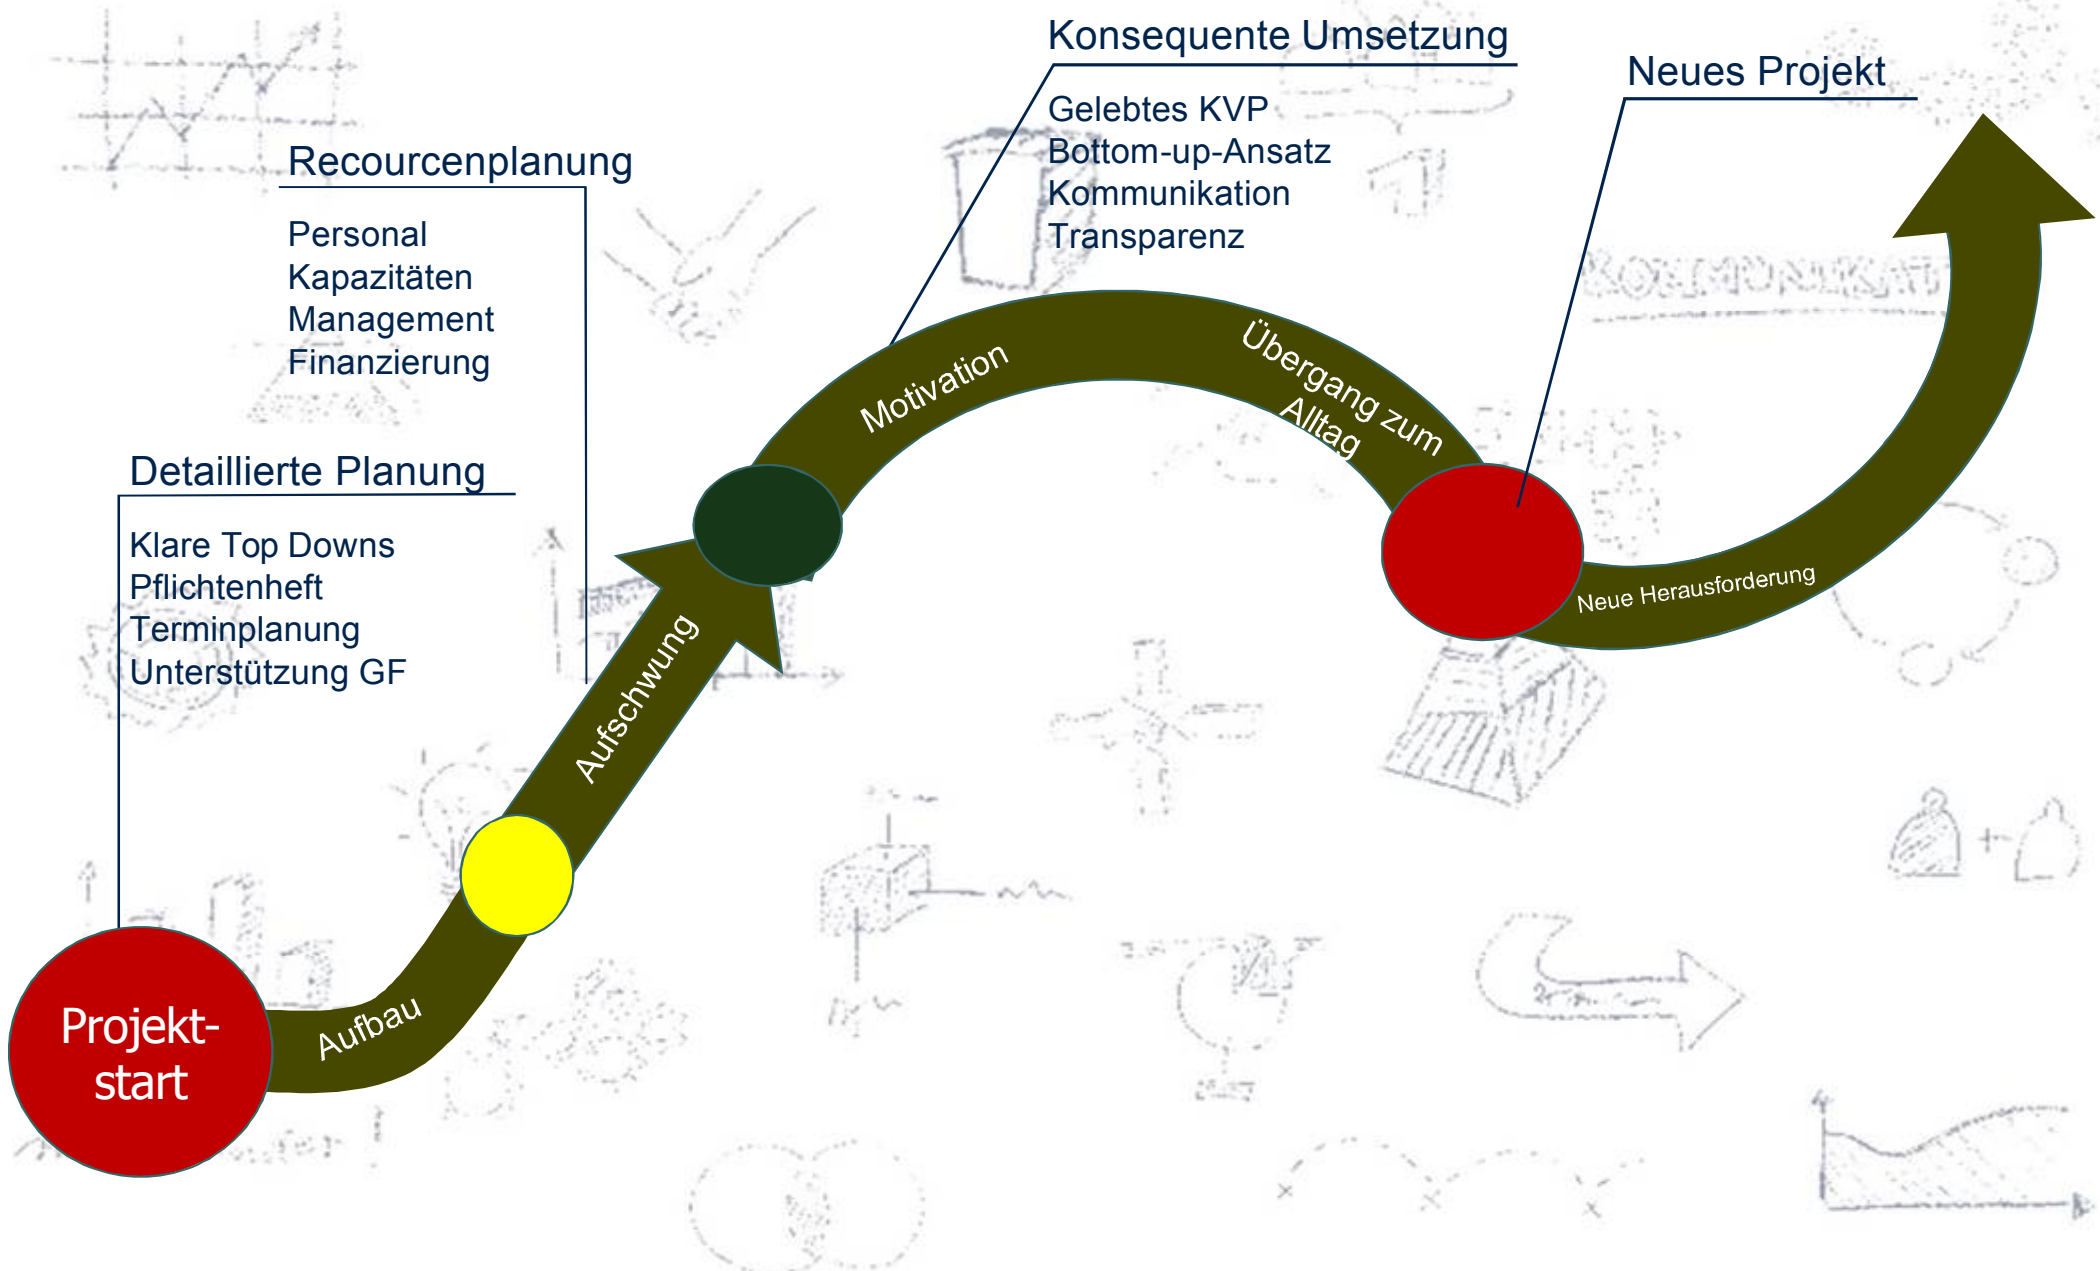 Konsequente Umsetzung
Gelebtes KVP
Bottom-up-Ansatz
Kommunikation
Transparenz
Neues Projekt
Recourcenplanung
Personal
Kapazitäten
Management
Finanzierung
Detaillierte Planung
Klare Top Downs
Pflichtenheft
Terminplanung
Unterstützung GF
Motivation
Übergang zum
Alltag
Neue Herausforderung
Aufschwung
Aufbau
Projekt-
start
KOMMUNIKAT